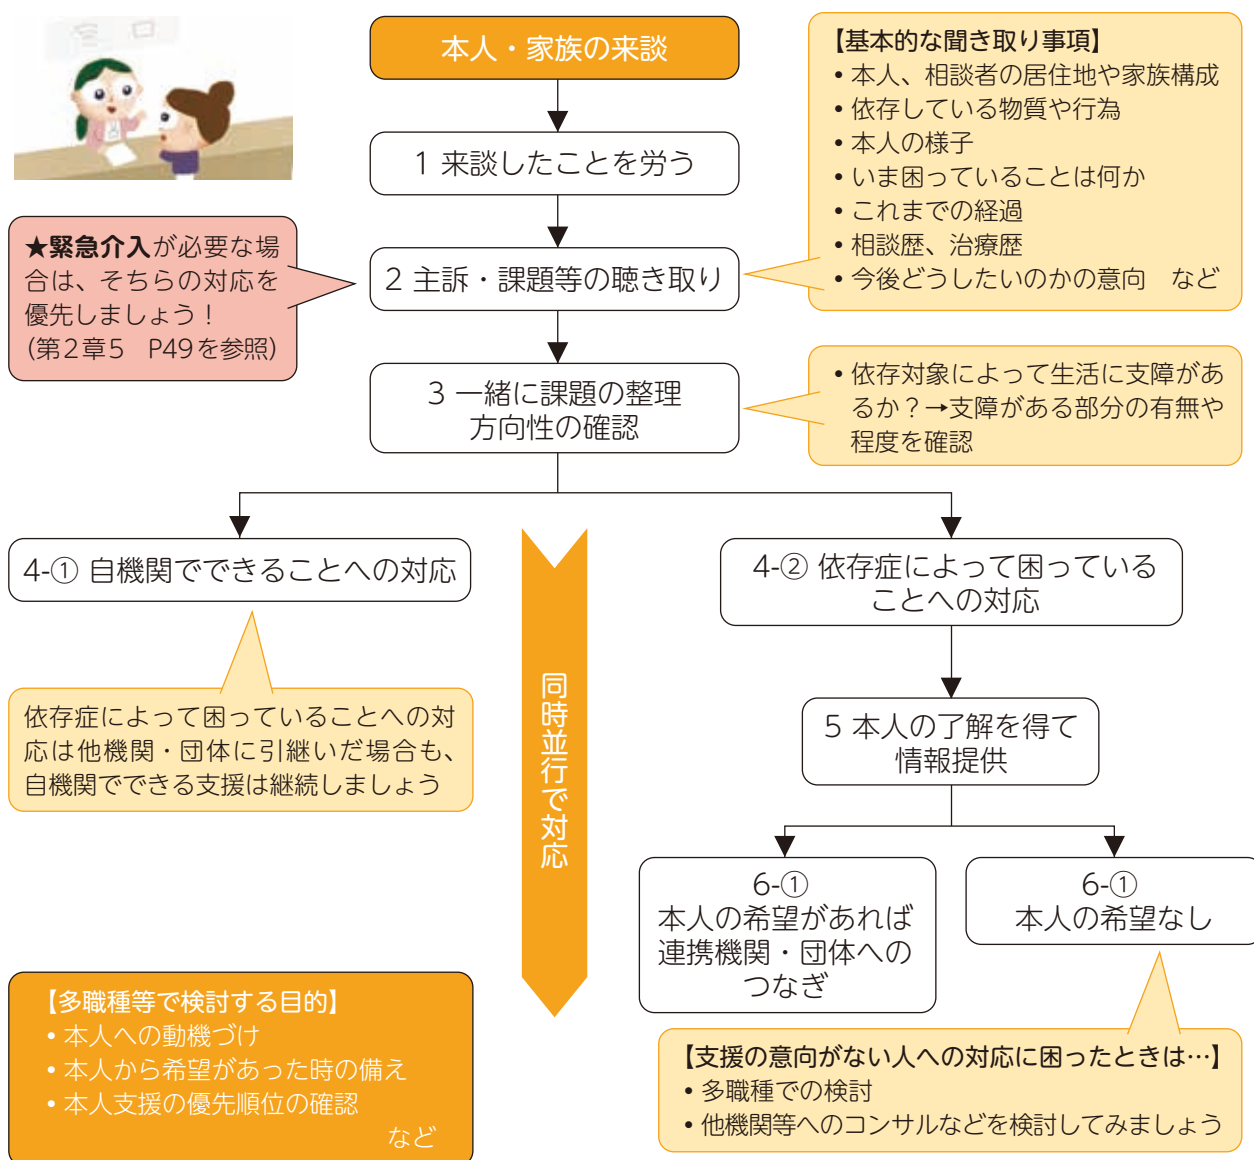 本人・家族の来談
【基本的な聞き取り事項】
• 本人、相談者の居住地や家族構成
• 依存している物質や行為
• 本人の様子
• いま困っていることは何か
• これまでの経過
• 相談歴、治療歴
• 今後どうしたいのかの意向　など
1 来談したことを労う
★緊急介入が必要な場
合は、そちらの対応を
優先しましょう！
(第2章5　P49を参照)
2 主訴・課題等の聴き取り
3 一緒に課題の整理
方向性の確認
• 依存対象によって生活に支障があ
るか？→支障がある部分の有無や
程度を確認
4-① 自機関でできることへの対応
4-② 依存症によって困っている
ことへの対応
依存症によって困っていることへの対
応は他機関・団体に引継いだ場合も、
自機関でできる支援は継続しましょう
同時並行で対応
5 本人の了解を得て
情報提供
6-①
本人の希望があれば
連携機関・団体への
つなぎ
6-①
本人の希望なし
【多職種等で検討する目的】
• 本人への動機づけ
• 本人から希望があった時の備え
• 本人支援の優先順位の確認
など
【支援の意向がない人への対応に困ったときは…】
• 多職種での検討
• 他機関等へのコンサルなどを検討してみましょう